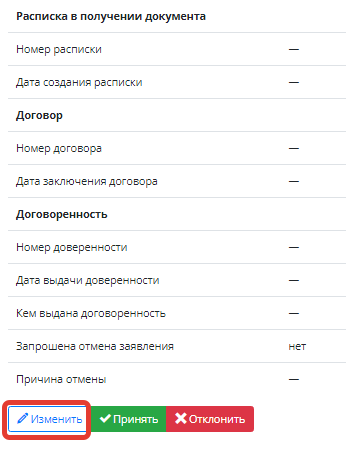 Расписка в получении документа
Номер расписки —
Дата создания расписки —
Договор
Номер договора —
Дата заключения договора —
Договоренность
Номер доверенности —
Дата выдачи доверенности —
Кем выдана договоренность —
Запрошена отмена заявления нет
Причина отмены —
Изменить Принять Отклонить